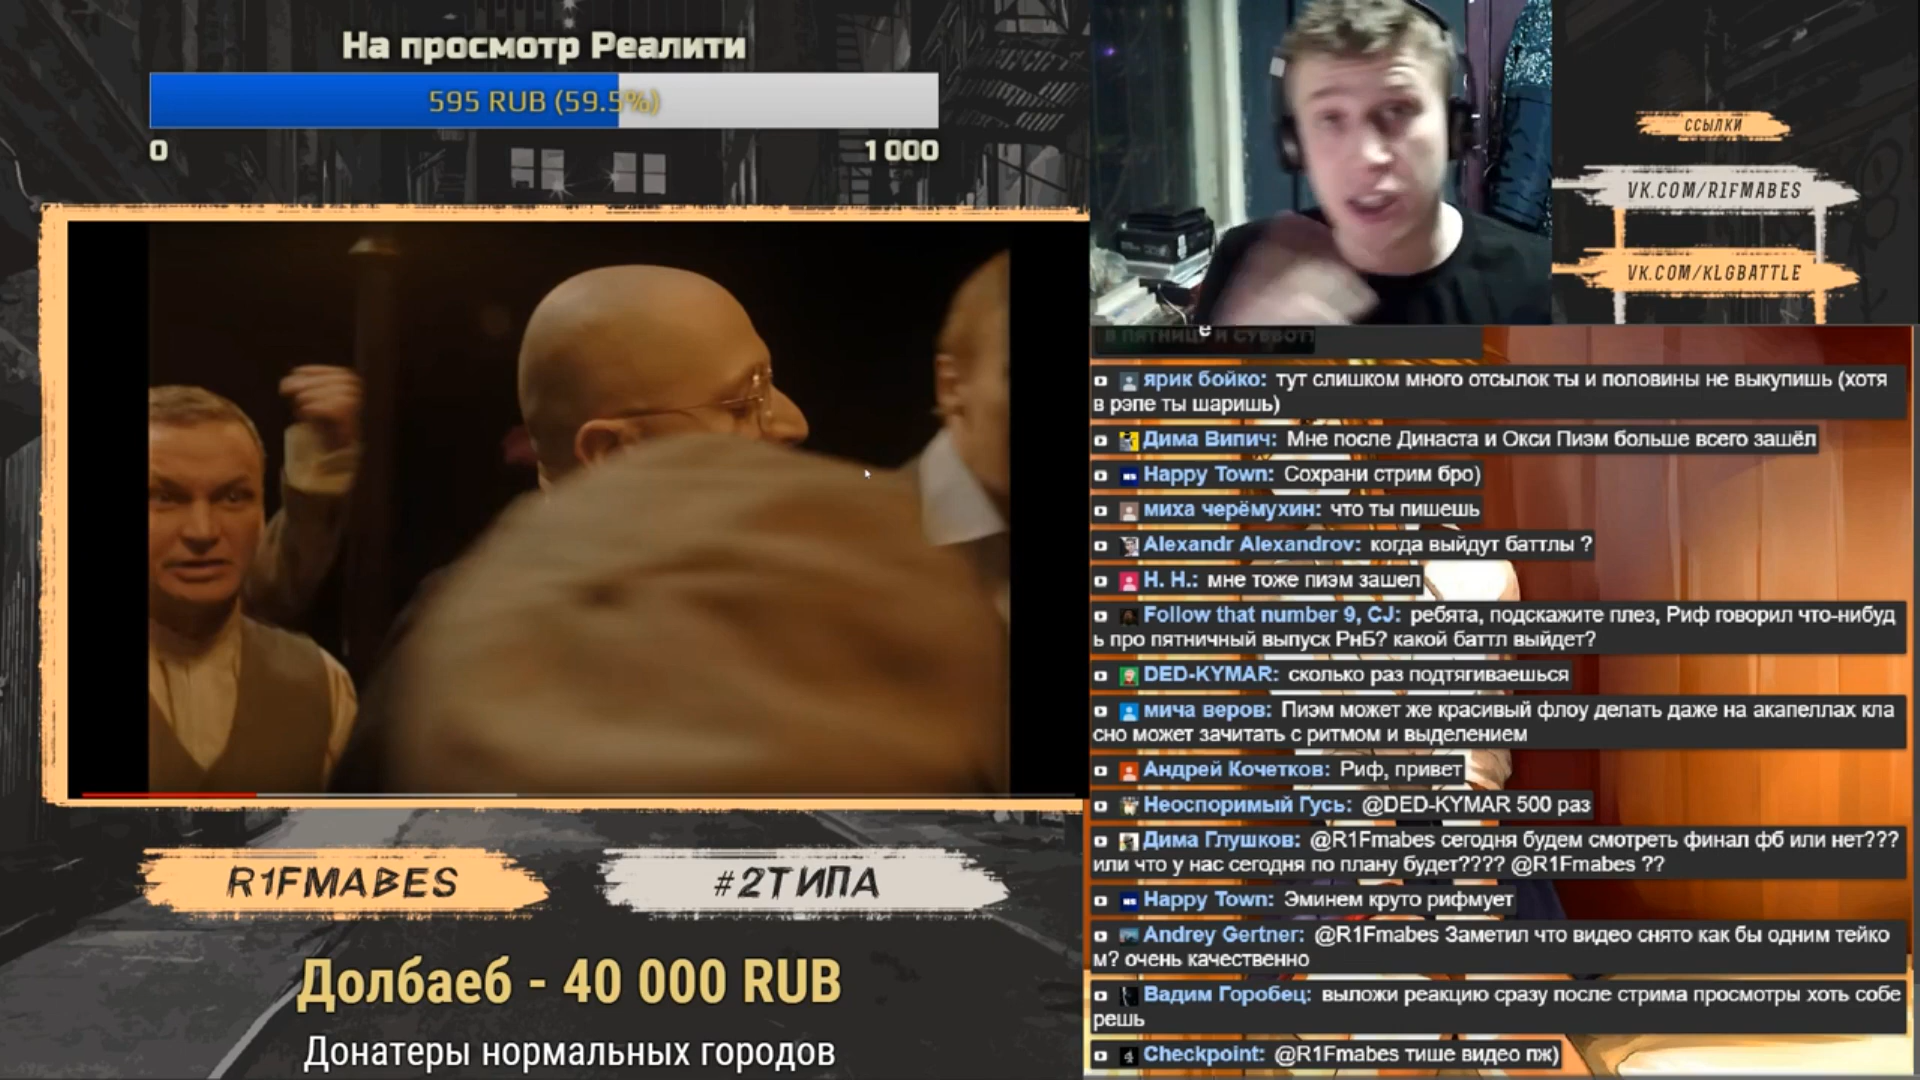 На просмотр Реалити
595 RUB (59.5%)
0
1 000
ССЫЛКИ
VK.COM/R1FMABES
VK.COM/KLGBATTLE
В ПЯТНИЦУ И СУББОТУ
ярик бойко: тут слишком много отсылок ты и половины не выкупишь (хотя
в рэпе ты шаришь)
Дима Випич: Мне после Династа и Окси Пиэм больше всего зашёл
Happy Town: Сохрани стрим бро)
миха черёмухин: что ты пишешь
Alexandr Alexandrov: когда выйдут баттлы ?
Н. Н.: мне тоже пиэм зашел
Follow that number 9, CJ: ребята, подскажите плез, Риф говорил что-нибуд
ь про пятничный выпуск РнБ? какой баттл выйдет?
DED-KYMAR: сколько раз подтягиваешься
мича веров: Пиэм может же красивый флоу делать даже на акапеллах кла
сно может зачитать с ритмом и выделением
Андрей Кочетков: Риф, привет
Неоспоримый Гусь: @DED-KYMAR 500 раз
Дима Глушков: @R1Fmabes сегодня будем смотреть финал фб или нет???
или что у нас сегодня по плану будет???? @R1Fmabes ??
Happy Town: Эминем круто рифмует
Andrey Gertner: @R1Fmabes Заметил что видео снято как бы одним тейко
м? очень качественно
Вадим Горобец: выложи реакцию сразу после стрима просмотры хоть собе
решь
Checkpoint: @R1Fmabes тише видео пж)
R1FMABES
#2ТИПА
Долбаеб - 40 000 RUB
Донатеры нормальных городов